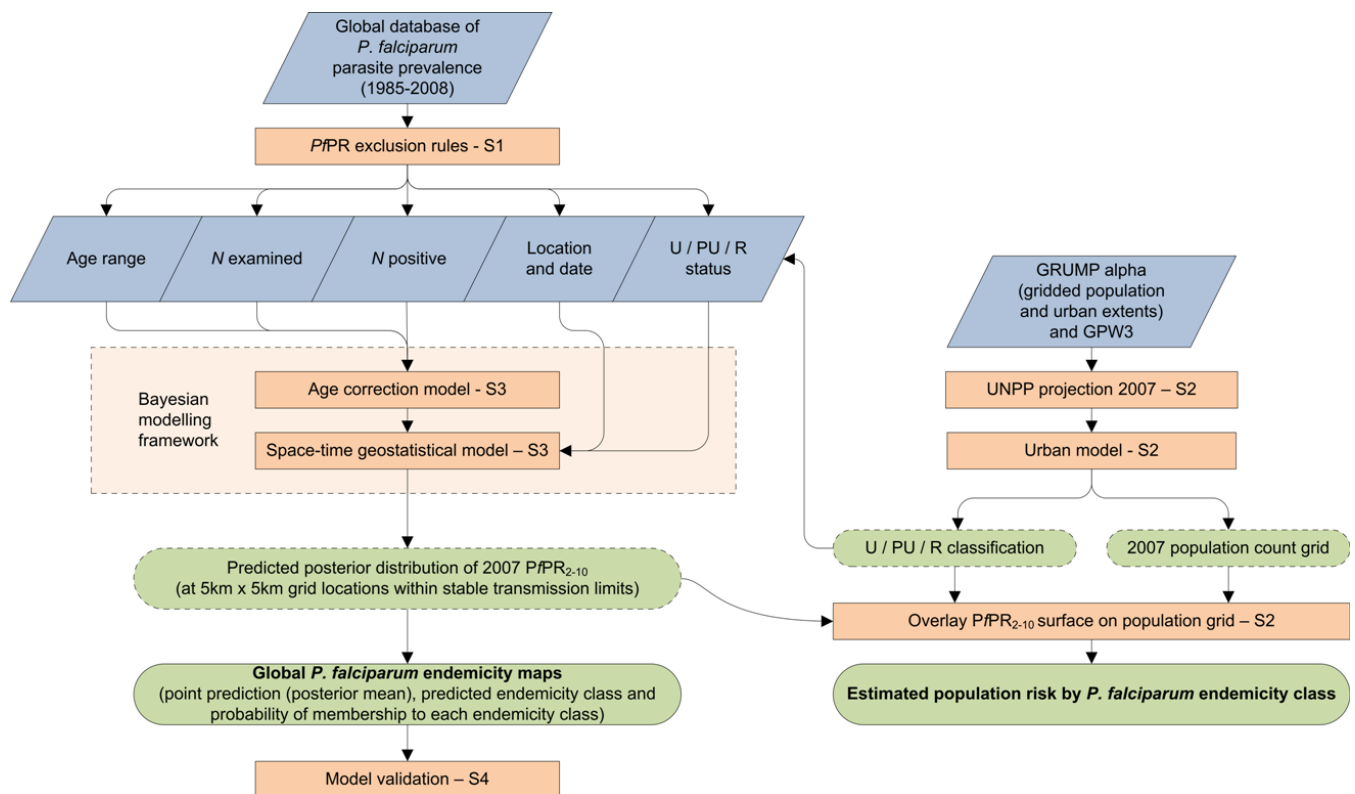 Global database of
P. falciparum
parasite prevalence
(1985-2008)
PfPR exclusion rules - S1
Age range
N examined
N positive
Location
and date
U / PU / R
status
GRUMP alpha
(gridded population
and urban extents)
and GPW3
Bayesian
modelling
framework
Age correction model - S3
Space-time geostatistical model – S3
UNPP projection 2007 – S2
Urban model - S2
U / PU / R classification
2007 population count grid
Predicted posterior distribution of 2007 PfPR2-10
(at 5km x 5km grid locations within stable transmission limits)
Overlay PfPR2-10 surface on population grid – S2
Global P. falciparum endemicity maps
(point prediction (posterior mean), predicted endemicity class and
probability of membership to each endemicity class)
Estimated population risk by P. falciparum endemicity class
Model validation – S4